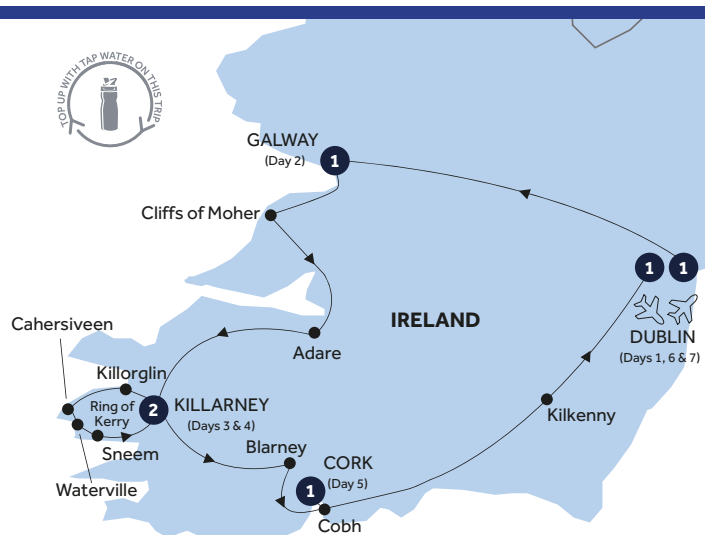 TOP UP WITH TAP WATER ON THIS TRIP
GALWAY
(Day 2)
1
Cliffs of Moher
1
1
IRELAND
DUBLIN
(Days 1, 6 & 7)
Cahersiveen
Adare
Killorglin
Ring of
Kerry
2
KILLARNEY
(Days 3 & 4)
Kilkenny
Sneem
Blarney
Waterville
CORK
1
(Day 5)
Cobh